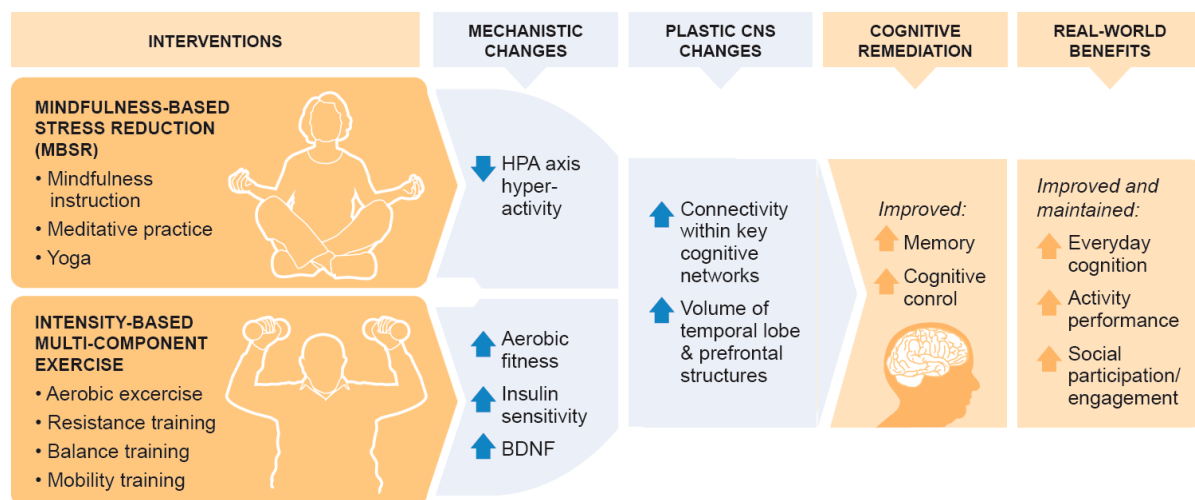 INTERVENTIONS
MECHANISTIC
CHANGES
PLASTIC CNS
CHANGES
COGNITIVE
REMEDIATION
REAL-WORLD
BENEFITS
MINDFULNESS-BASED
STRESS REDUCTION
(MBSR)
• Mindfulness
instruction
• Meditative practice
• Yoga
INTENSITY-BASED
MULTI-COMPONENT
EXERCISE
• Aerobic excercise
• Resistance training
• Balance training
• Mobility training
HPA axis
hyper-
activity
Aerobic
fitness
Insulin
sensitivity
BDNF
Connectivity
within key
cognitive
networks
Volume of
temporal lobe
& prefrontal
structures
Improved:
Memory
Cognitive
conrol
Improved and
maintained:
Everyday
cognition
Activity
performance
Social
participation/
engagement